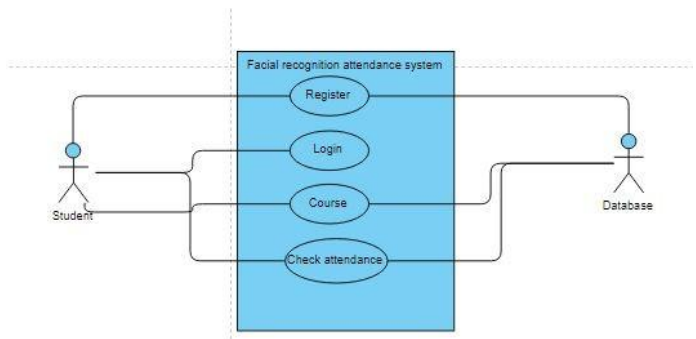 Facial recognition attendance system
Register
Login
Course
Check attendance
Student
Database